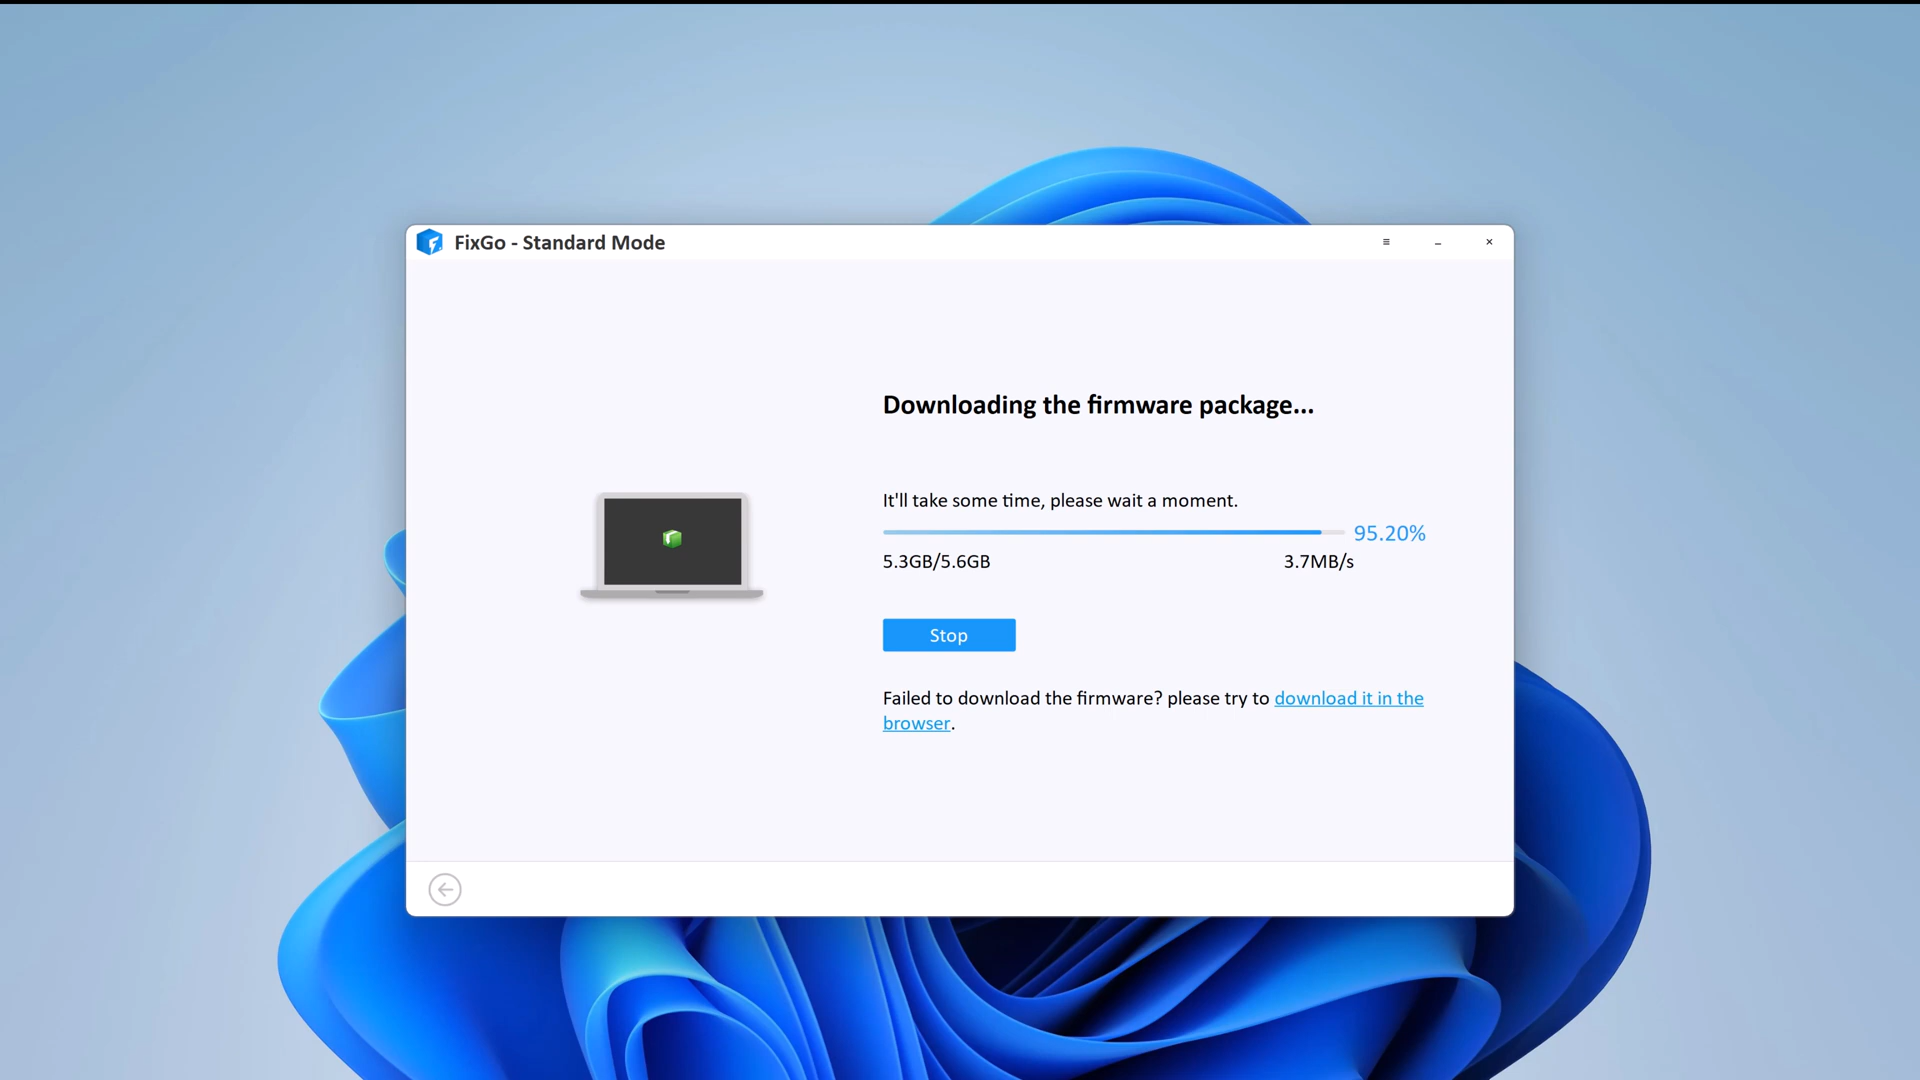 FixGo - Standard Mode
Downloading the firmware package...
It'll take some time, please wait a moment.
95.20%
5.3GB/5.6GB 3.7MB/s
Stop
Failed to download the firmware? please try to download it in the
browser.